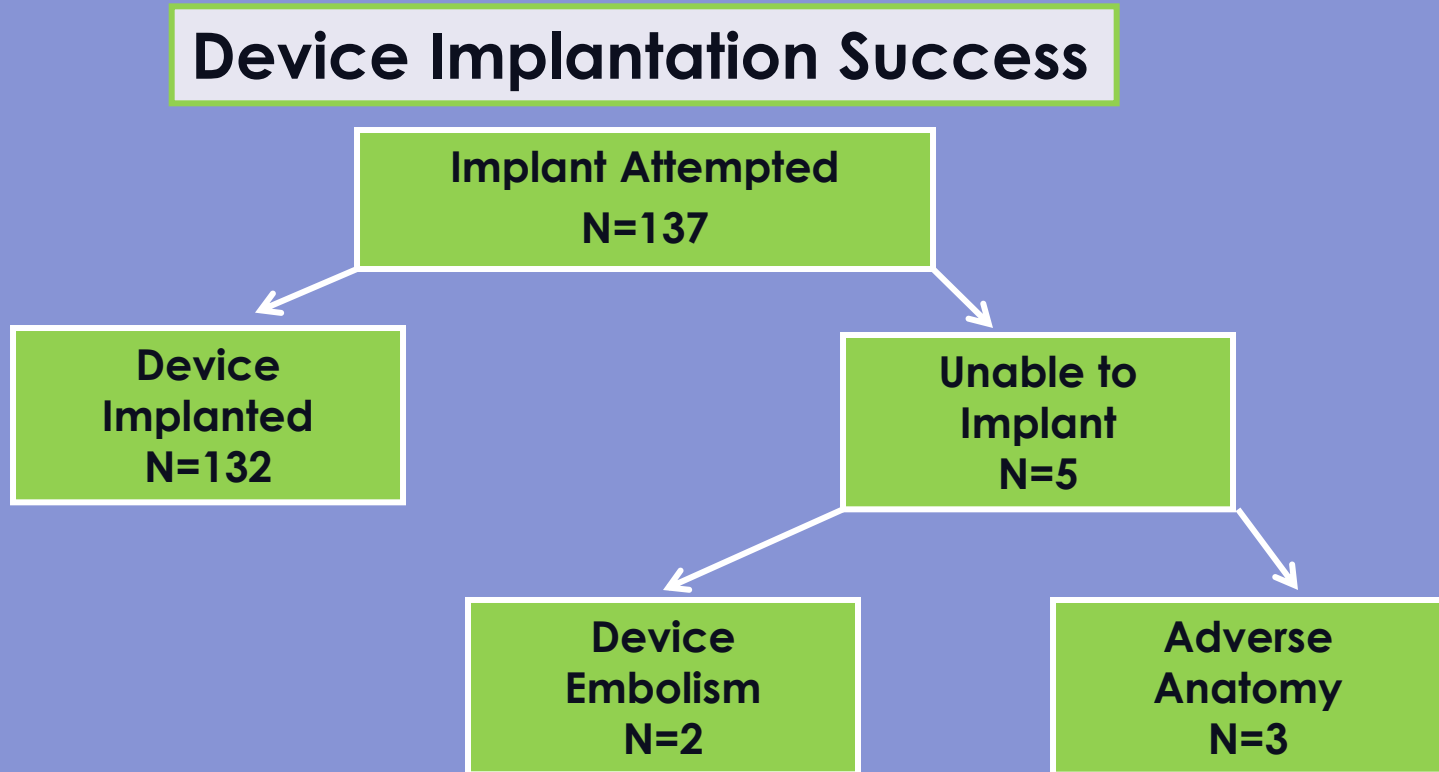 Device Implantation Success
Implant Attempted
N=137
Device
Implanted
N=132
Unable to
Implant
N=5
Device
Embolism
N=2
Adverse
Anatomy
N=3